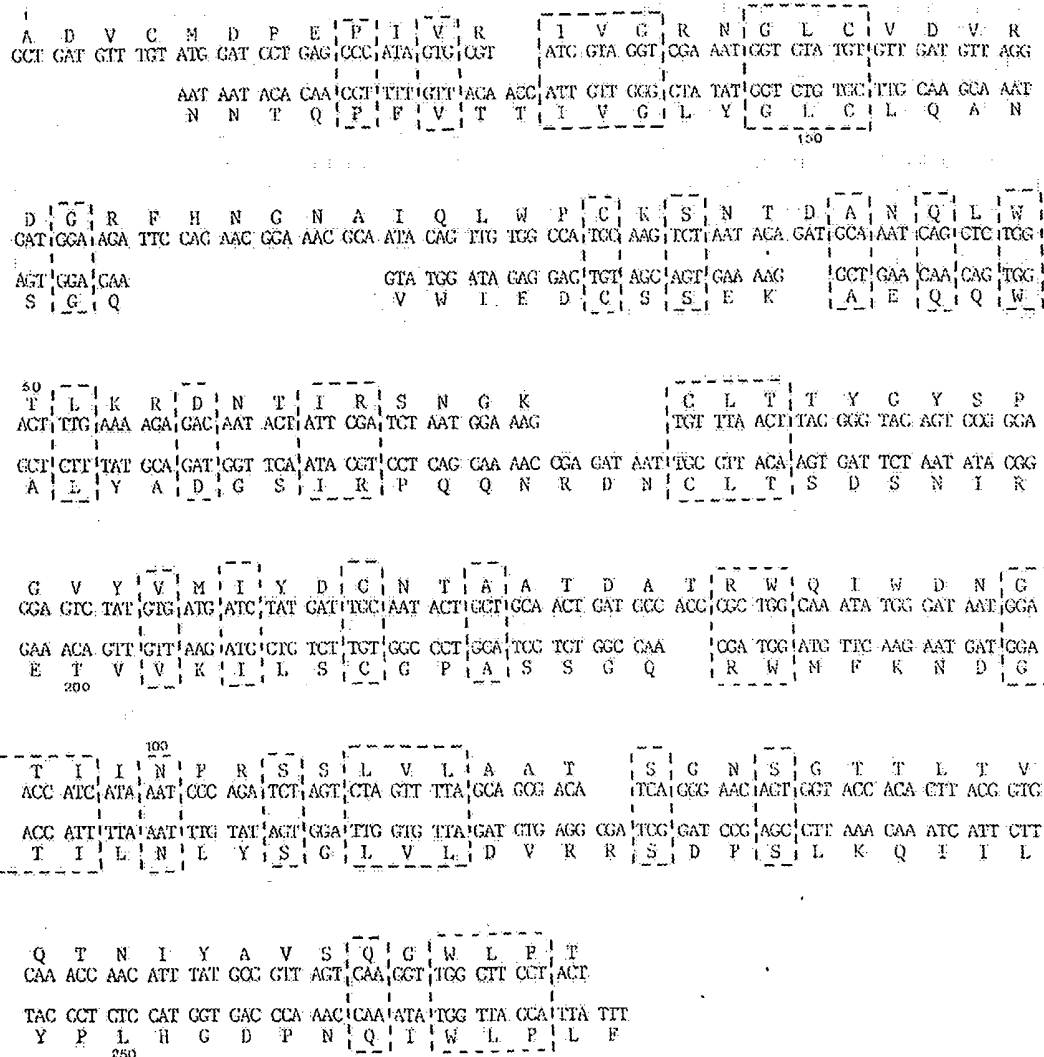 A D V C M D P E P I V R I V G R N G L C V D V R
GCT GAT GTT TGT ATG GAT CCT GAG CCC ATA GTG CGT ATC GTA GGT CGA AAT GGT GTA TGT GTT GAT GTT AGG
AAT AAT ACA CAA CCT TTT GTT ACA ACC ATT GTT GGG CTA TAT GGT CTG TGC TTG CAA GCA AAT
N N T Q P F V T T I V G L Y G L C L Q A N
150
D G R F H N G N A I Q L W P C K S N T D A N Q L W
GAT GGA AGA TTC CAC AAC GGA AAC GCA ATA CAG TTG TGG CCA TGC AAG TCT AAT ACA GAT GCA AAT CAG CTC TGG
AGT GGA CAA GTA TGG ATA GAG GAC TGT AGC AGT GAA AAG GCT GAA CAA CAG TGG
S G Q V W I E D C S S E K A E Q Q W
50
T L K R D N T I R S N G K C L T T Y G Y S P
ACT TTG AAA AGA GAC AAT ACT ATT CGA TCT AAT GGA AAG TGT TTA ACT TAC GGG TAC AGT CCG GGA
GCT CTT TAT GCA GAT GGT TCA ATA CGT CCT CAG CAA AAC CGA GAT AAT TGC CTT ACA AGT GAT TCT AAT ATA CGG
A L Y A D G S I R P Q Q N R D N C L T S D S N I R
G V Y V M I Y D C N T A A T D A T R W Q I W D N G
GGA GTC TAT GTG ATG ATC TAT GAT TGC AAT ACT GCT GCA ACT GAT GCC ACC CGC TGG CAA ATA TGG GAT AAT GGA
GAA ACA GTT GTT AAG ATC CTC TCT TGT GGC CCT GCA TCC TCT GGC CAA CGA TGG ATG TTC AAG AAT GAT GGA
E T V V K I L S C G P A S S G Q R W M F K N D G
200
100
T I I N P R S S L V L A A T S G N S G T T L T V
ACC ATC ATA AAT CCC AGA TCT AGT CTA GTT TTA GCA GCG ACA TCA GGG AAC AGT GGT ACC ACA CTT ACG GTG
ACC ATT TTA AAT TTG TAT AGT GGA TTG GTG TTA GAT GTG AGG CGA TCG GAT CCG AGC CTT AAA CAA ATC ATT CTT
T I L N L Y S G L V L D V R R S D P S L K Q I I L
Q T N I Y A V S Q G W L P T
CAA ACC AAC ATT TAT GCC GTT AGT CAA GGT TGG CTT CCT ACT
TAC CCT CTC CAT GGT GAC CCA AAC CAA ATA TGG TTA CCA TTA TTT
Y P L H G D P N Q I W L P L F
250